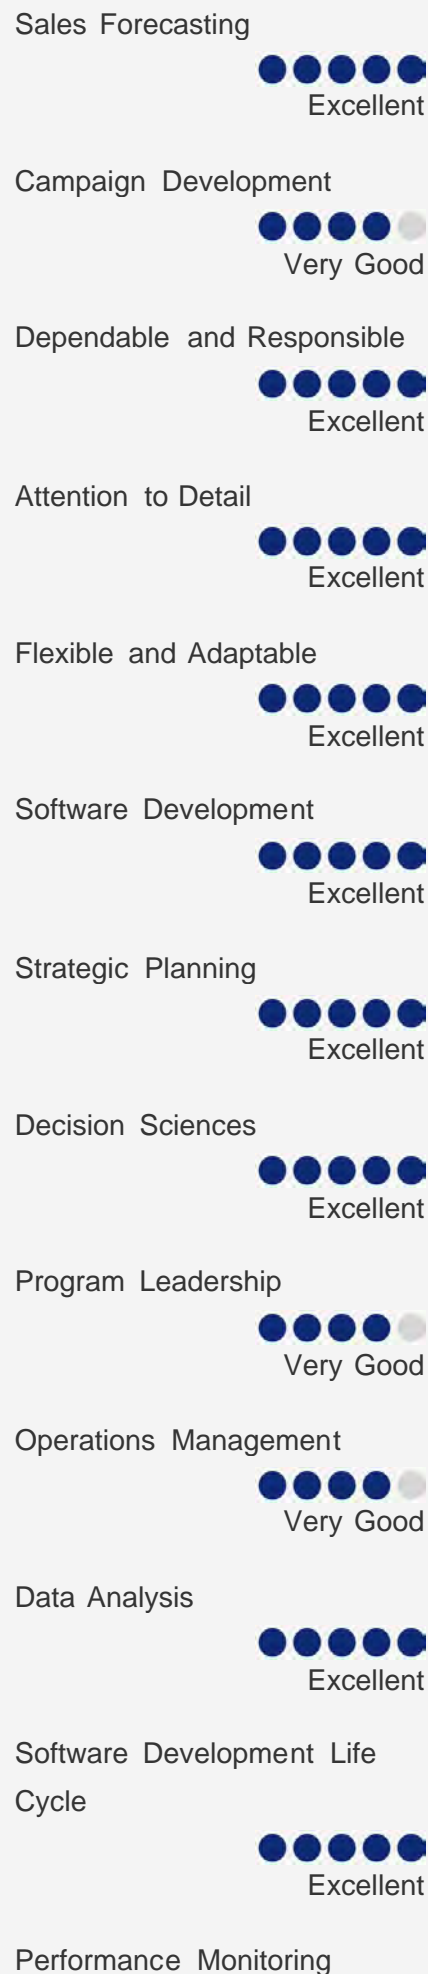 Sales Forecasting
Excellent
Campaign Development
Very Good
Dependable and Responsible
Excellent
Attention to Detail
Excellent
Flexible and Adaptable
Excellent
Software Development
Excellent
Strategic Planning
Excellent
Decision Sciences
Excellent
Program Leadership
Very Good
Operations Management
Very Good
Data Analysis
Excellent
Software Development Life
Cycle
Excellent
Performance Monitoring